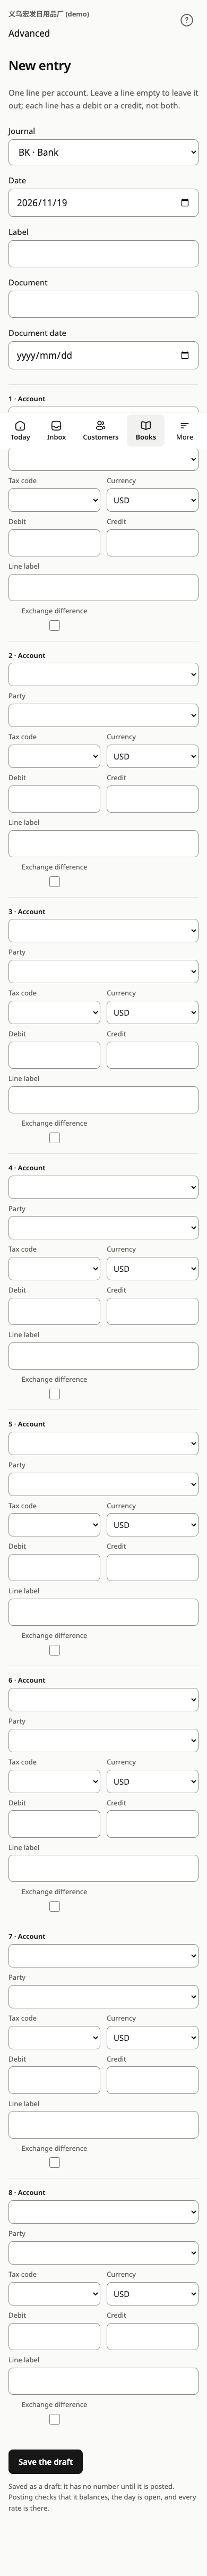 义乌宏发日用品厂 (demo)
Advanced
New entry
One line per account. Leave a line empty to leave it
out; each line has a debit or a credit, not both.
Journal
BK · Bank
Date
2026/11/19
Label
Document
Document date
yyyy/mm/dd
1 · Account
Today Inbox Customers Books More
Tax code Currency
USD
Debit Credit
Line label
Exchange difference
2 · Account
Party
Tax code Currency
USD
Debit Credit
Line label
Exchange difference
3 · Account
Party
Tax code Currency
USD
Debit Credit
Line label
Exchange difference
4 · Account
Party
Tax code Currency
USD
Debit Credit
Line label
Exchange difference
5 · Account
Party
Tax code Currency
USD
Debit Credit
Line label
Exchange difference
6 · Account
Party
Tax code Currency
USD
Debit Credit
Line label
Exchange difference
7 · Account
Party
Tax code Currency
USD
Debit Credit
Line label
Exchange difference
8 · Account
Party
Tax code Currency
USD
Debit Credit
Line label
Exchange difference
Save the draft
Saved as a draft: it has no number until it is posted.
Posting checks that it balances, the day is open, and every
rate is there.